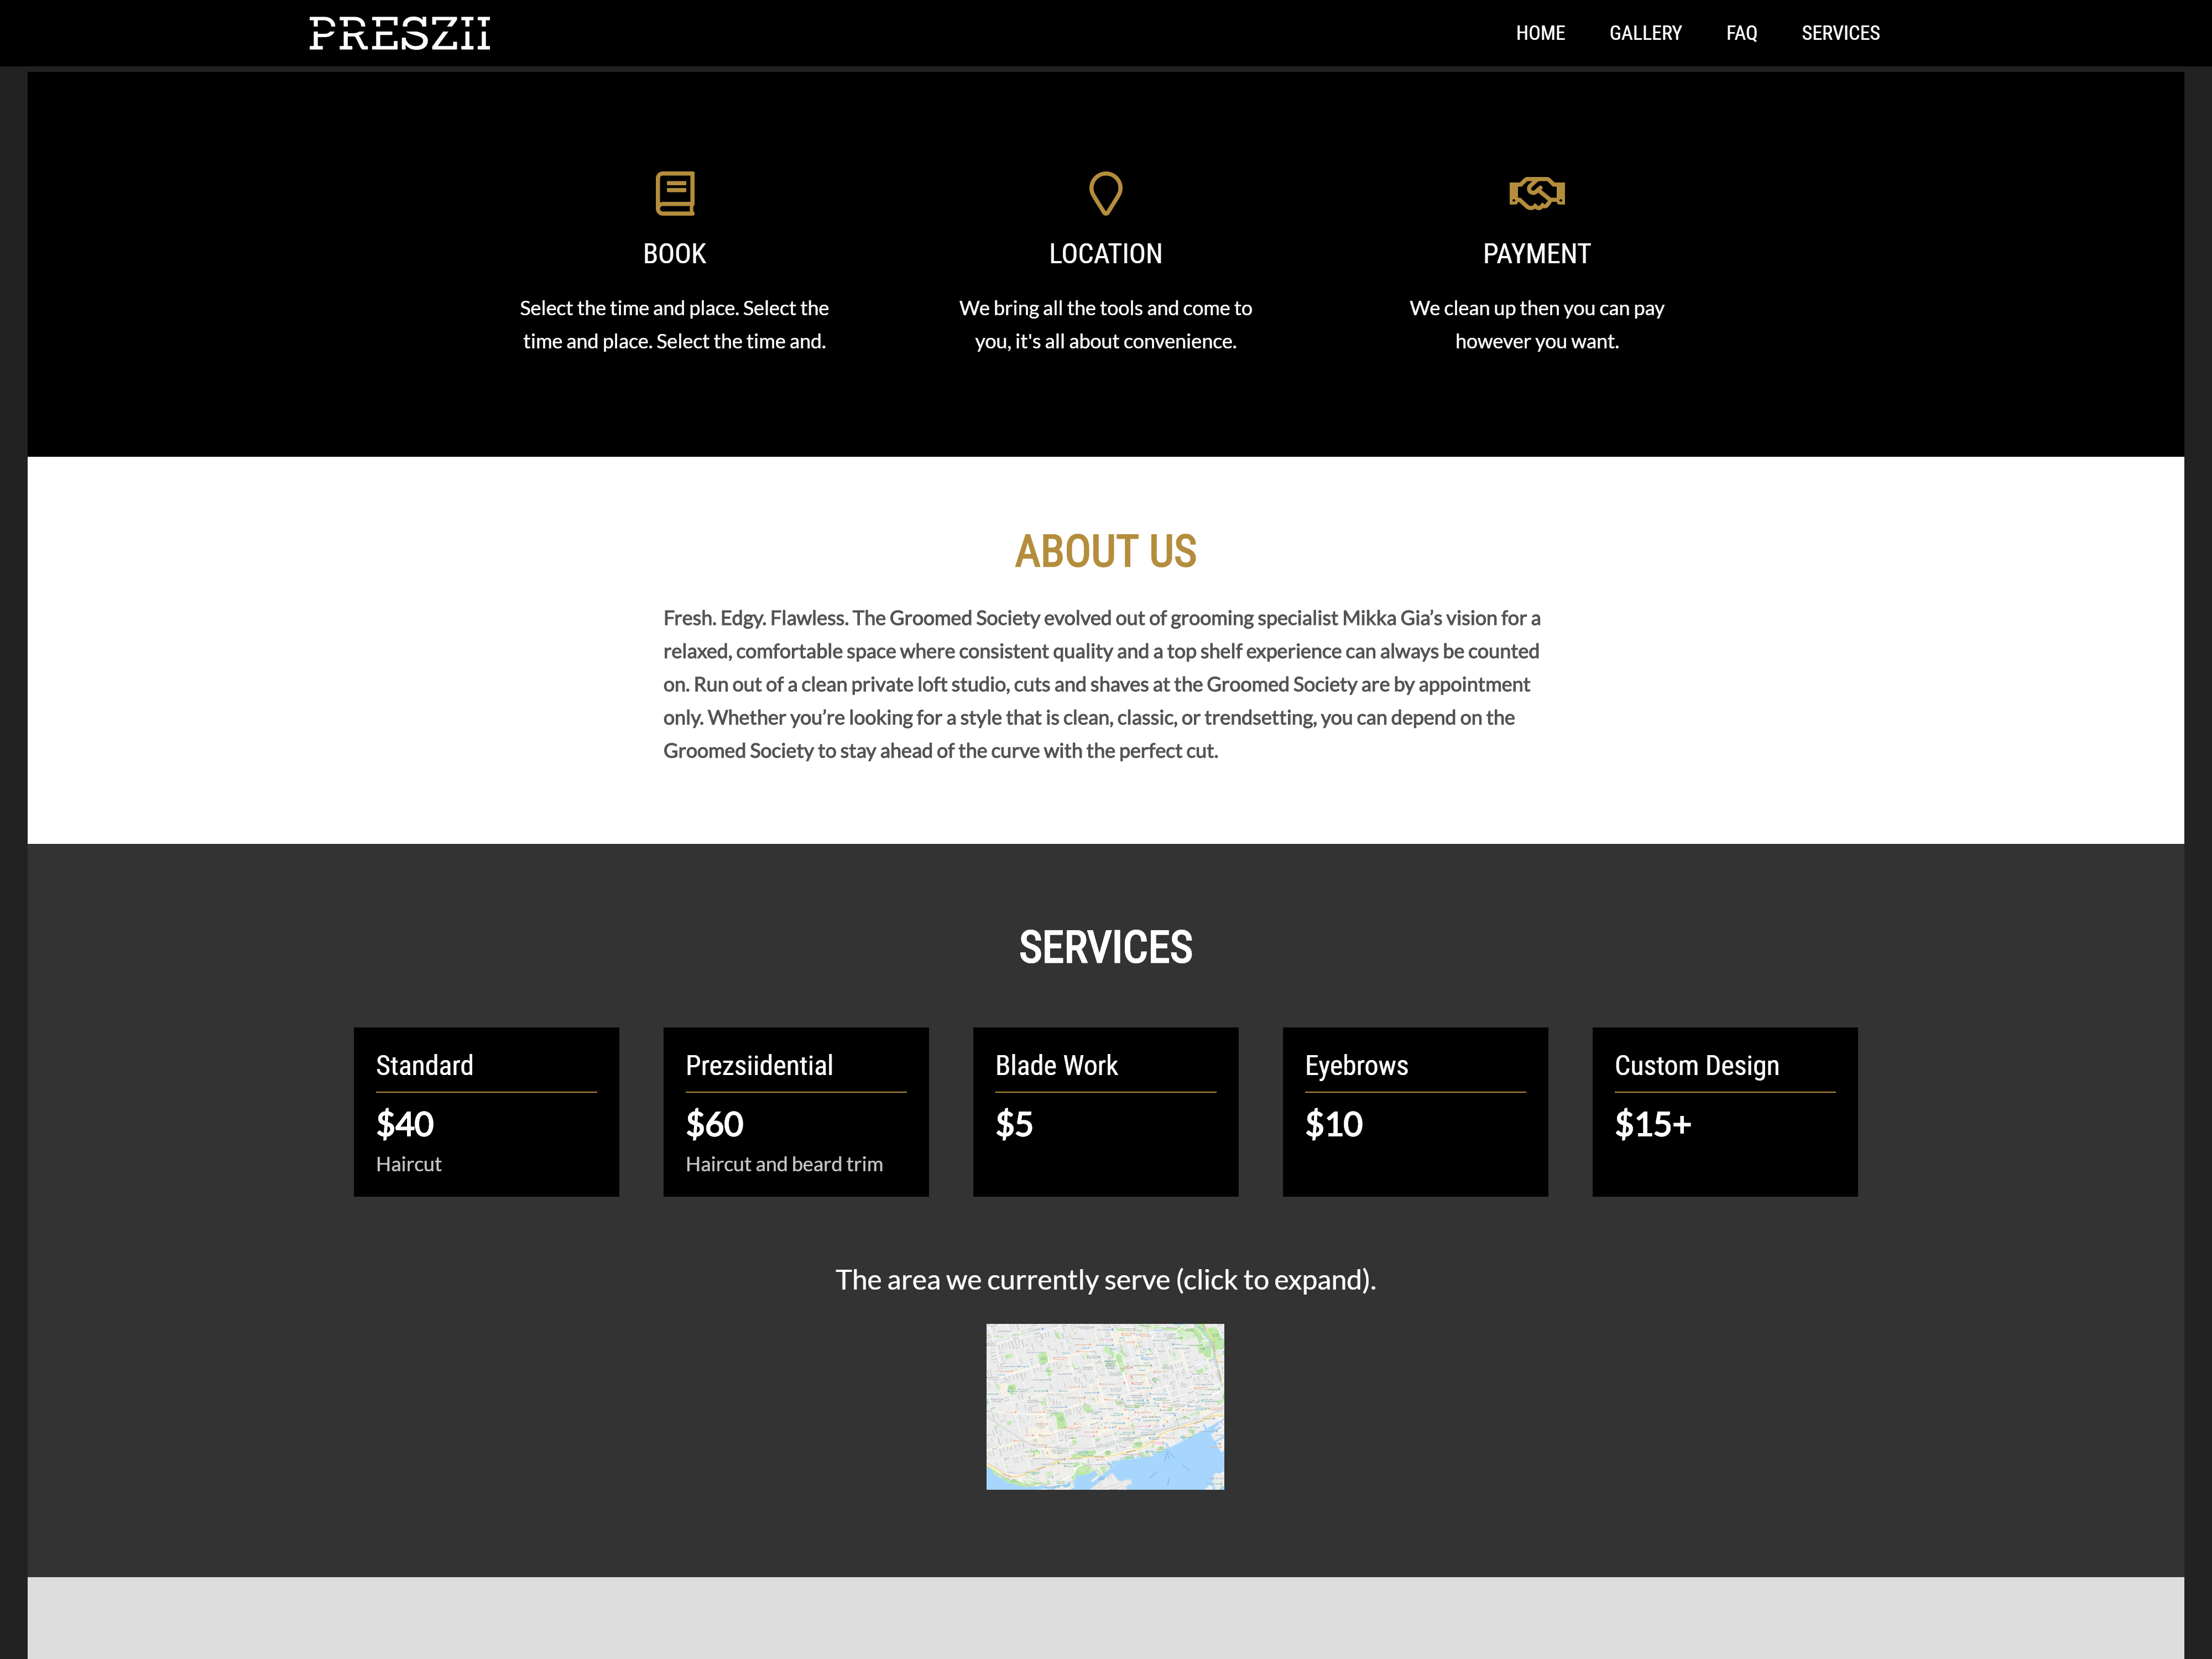 PRESZII
HOME GALLERY FAQ SERVICES
BOOK
Select the time and place. Select the
time and place. Select the time and.
LOCATION
We bring all the tools and come to
you, it's all about convenience.
PAYMENT
We clean up then you can pay
however you want.
ABOUT US
Fresh. Edgy. Flawless. The Groomed Society evolved out of grooming specialist Mikka Gia’s vision for a
relaxed, comfortable space where consistent quality and a top shelf experience can always be counted
on. Run out of a clean private loft studio, cuts and shaves at the Groomed Society are by appointment
only. Whether you’re looking for a style that is clean, classic, or trendsetting, you can depend on the
Groomed Society to stay ahead of the curve with the perfect cut.
SERVICES
Standard
$40
Haircut
Prezsiidential
$60
Haircut and beard trim
Blade Work
$5
Eyebrows
$10
Custom Design
$15+
The area we currently serve (click to expand).